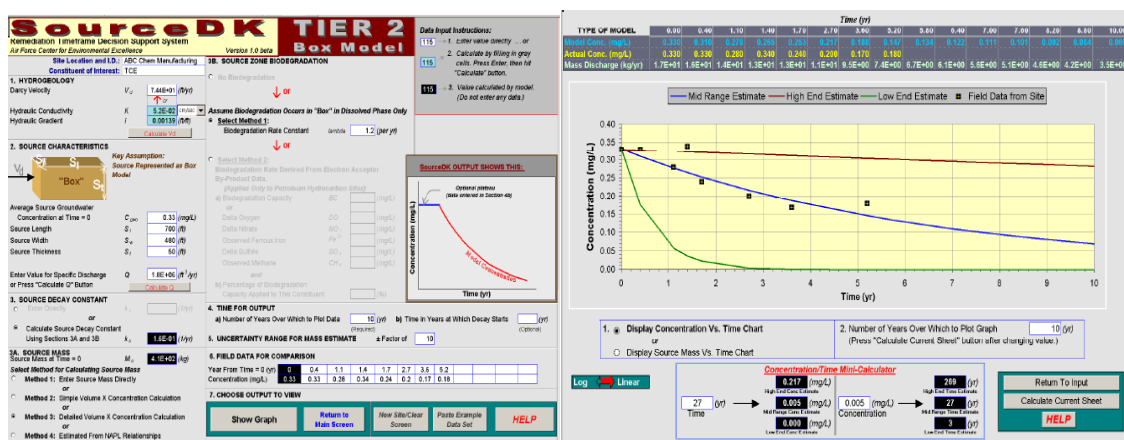 SourceDK
Remediation Timeframe Decision Support System
Air Force Center for Environmental Excellence
Version 1.0 beta
TIER 2
Box Model
Site Location and I.D.: ABC Chem Manufacturing
Constituent of Interest: TCE
1. HYDROGEOLOGY
Darcy Velocity 7.44E+01 (ft/yr)
or
Hydraulic Conductivity K 5.2E-02
Hydraulic Gradient i 0.00139 (ft/ft)
Calculate Vd
2. SOURCE CHARACTERISTICS
"Box"
Key Assumption:
Source Represented as Box
Model
Average Source Groundwater
Concentration at Time = 0 0.33 (mg/L)
Source Length 700 (ft)
Source Width 480 (ft)
Source Thickness 50 (ft)
Enter Value for Specific Discharge Q 1.8E+06 (ft³/yr)
or Press "Calculate Q" Button
Calculate Q
3. SOURCE DECAY CONSTANT
Enter Directly (1/yr)
or
Calculate Source Decay Constant
Using Sections 3A and 3B 1.6E-01 (1/yr)
3A. SOURCE MASS
Source Mass at Time = 0 4.1E+02 (kg)
Select Method for Calculating Source Mass
Method 1: Enter Source Mass Directly
or
Method 2: Simple Volume X Concentration Calculation
or
Method 3: Detailed Volume X Concentration Calculation
or
Method 4: Estimated From NAPL Relationships
3B. SOURCE ZONE BIODEGRADATION
No Biodegradation
or
Assume Biodegradation Occurs in "Box" in Dissolved Phase Only
Select Method 1:
Biodegradation Rate Constant lambda 1.2 (per yr)
or
Select Method 2:
Biodegradation Rate Derived From Electron Acceptor
By-Product Data.
(Applies Only to Petroleum Hydrocarbon Sites)
a) Biodegradation Capacity BC (mg/L)
or
Delta Oxygen DO (mg/L)
Delta Nitrate (mg/L)
Observed Ferrous Iron (mg/L)
Delta Sulfate (mg/L)
Observed Methane (mg/L)
and
b) Percentage of Biodegradation
Capacity Applied to This Constituent (%)
Data Input Instructions:
115 1. Enter value directly ... or
115 2. Calculate by filling in gray
cells. Press Enter, then hit
"Calculate" button.
115 3. Value calculated by model.
(Do not enter any data.)
SourceDK OUTPUT SHOWS THIS:
Optional plateau
(data entered in Section 4b)
Concentration (mg/L)
Model Concentration
Time (yr)
4. TIME FOR OUTPUT
a) Number of Years Over Which to Plot Data 10 (yr) b) Time in Years at Which Decay Starts (yr)
(Required) (Optional)
5. UNCERTAINTY RANGE FOR MASS ESTIMATE ± Factor of 10
6. FIELD DATA FOR COMPARISON
Year From Time = 0 (yr) 0 0.4 1.1 1.4 1.7 2.7 3.6 5.2
Concentration (mg/L) 0.33 0.33 0.28 0.34 0.24 0.2 0.17 0.18
7. CHOOSE OUTPUT TO VIEW
Show Graph
Return to
Main Screen
New Site/Clear
Screen
Paste Example
Data Set
HELP
Time (yr)
TYPE OF MODEL 0.00 0.40 1.10 1.40 1.70 2.70 3.60 5.20 5.60 6.40 7.00 7.60 8.20 8.80 10.00
Model Conc. (mg/L) 0.330 0.310 0.278 0.265 0.253 0.217 0.188 0.147 0.134 0.122 0.111 0.101 0.092 0.084
Actual Conc. (mg/L) 0.330 0.330 0.280 0.340 0.240 0.200 0.170 0.180
Mass Discharge (kg/yr) 1.7E+1 1.6E+1 1.4E+1 1.3E+1 1.3E+1 1.1E+1 9.5E+00 7.4E+00 6.7E+00 6.1E+00 5.6E+00 5.1E+00 4.6E+00 4.2E+00 3.5E+00
Mid Range Estimate High End Estimate Low End Estimate Field Data from Site
Concentration (mg/L)
0.40
0.35
0.30
0.25
0.20
0.15
0.10
0.05
0.00
0 1 2 3 4 5 6 7 8 9 10
Time (yr)
1. Display Concentration Vs. Time Chart
or
Display Source Mass Vs. Time Chart
2. Number of Years Over Which to Plot Graph 10 (yr)
(Press "Calculate Current Sheet" button after changing value.)
Log Linear
Concentration/Time Mini-Calculator
27 (yr)
Time
0.217 (mg/L)
High End Conc Estimate
0.005 (mg/L)
Mid Range Conc Estimate
0.000 (mg/L)
Low End Conc Estimate
0.005 (mg/L)
Concentration
209 (yr)
High End Time Estimate
27 (yr)
Mid Range Time Estimate
3 (yr)
Low End Time Estimate
Return To Input
Calculate Current Sheet
HELP